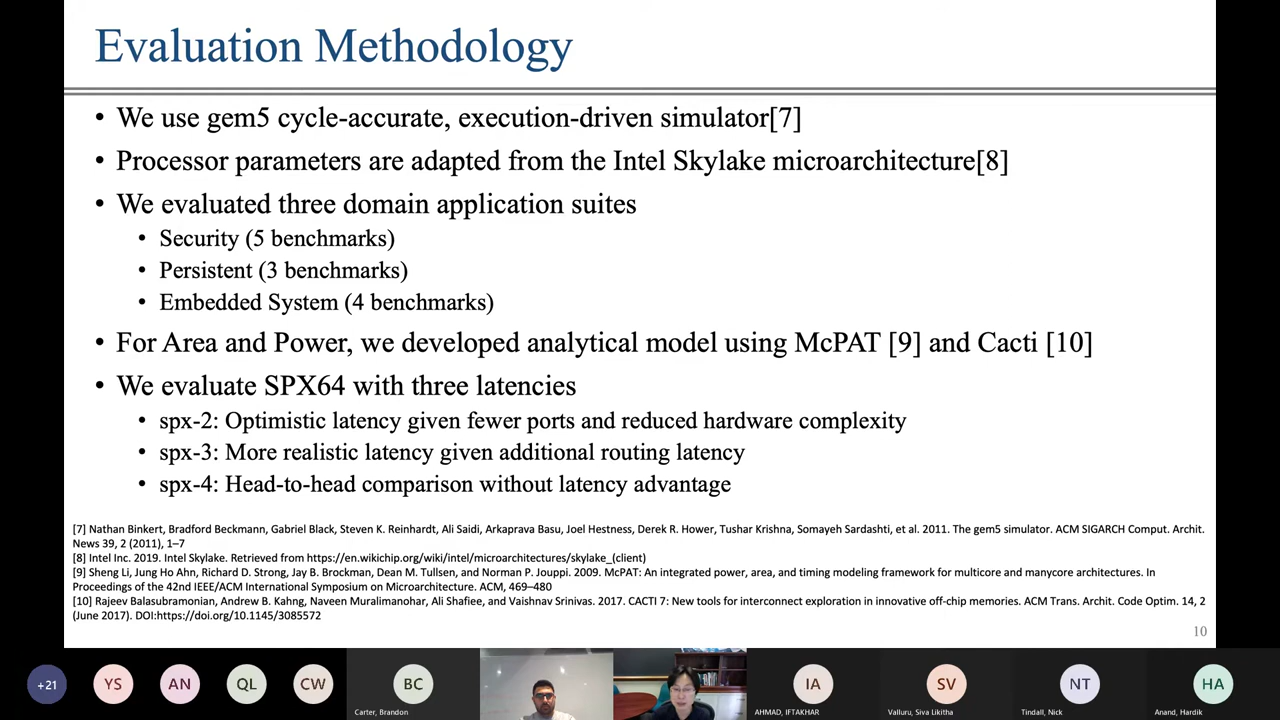 Evaluation Methodology
• We use gem5 cycle-accurate, execution-driven simulator[7]
• Processor parameters are adapted from the Intel Skylake microarchitecture[8]
• We evaluated three domain application suites
• Security (5 benchmarks)
• Persistent (3 benchmarks)
• Embedded System (4 benchmarks)
• For Area and Power, we developed analytical model using McPAT [9] and Cacti [10]
• We evaluate SPX64 with three latencies
• spx-2: Optimistic latency given fewer ports and reduced hardware complexity
• spx-3: More realistic latency given additional routing latency
• spx-4: Head-to-head comparison without latency advantage
[7] Nathan Binkert, Bradford Beckmann, Gabriel Black, Steven K. Reinhardt, Ali Saidi, Arkaprava Basu, Joel Hestness, Derek R. Hower, Tushar Krishna, Somayeh Sardashti, et al. 2011. The gem5 simulator. ACM SIGARCH Comput. Archit.
News 39, 2 (2011), 1–7
[8] Intel Inc. 2019. Intel Skylake. Retrieved from https://en.wikichip.org/wiki/intel/microarchitectures/skylake_(client)
[9] Sheng Li, Jung Ho Ahn, Richard D. Strong, Jay B. Brockman, Dean M. Tullsen, and Norman P. Jouppi. 2009. McPAT: An integrated power, area, and timing modeling framework for multicore and manycore architectures. In
Proceedings of the 42nd IEEE/ACM International Symposium on Microarchitecture. ACM, 469–480
[10] Rajeev Balasubramonian, Andrew B. Kahng, Naveen Muralimanohar, Ali Shafiee, and Vaishnav Srinivas. 2017. CACTI 7: New tools for interconnect exploration in innovative off-chip memories. ACM Trans. Archit. Code Optim. 14, 2
(June 2017). DOI:https://doi.org/10.1145/3085572
10
+21 YS AN QL CW BC IA SV NT HA
Carter, Brandon AHMAD, IFTAKHAR Valluru, Siva Likitha Tindall, Nick Anand, Hardik